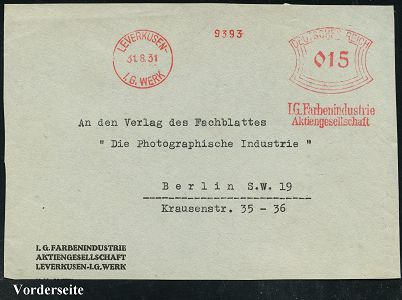 LEVERKUSEN-
31.8.31
I.G. WERK
9393
DEUTSCHES REICH
015
I.G. Farbenindustrie
Aktiengesellschaft
An den Verlag des Fachblattes
" Die Photographische Industrie "
Berlin S.W. 19
Krausenstr. 35 - 36
I. G. FARBENINDUSTRIE
AKTIENGESELLSCHAFT
LEVERKUSEN-I.G.WERK
Vorderseite